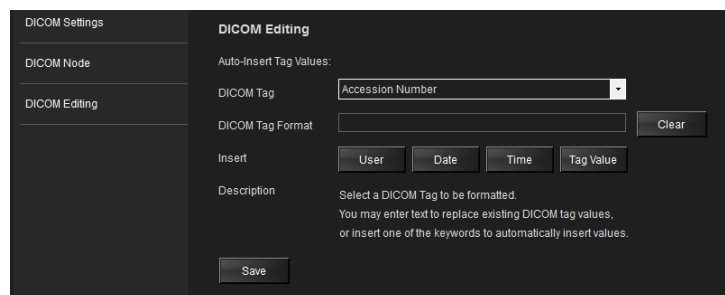 DICOM Settings
DICOM Node
DICOM Editing
DICOM Editing
Auto-Insert Tag Values:
DICOM Tag
Accession Number
DICOM Tag Format
Clear
Insert
User
Date
Time
Tag Value
Description
Select a DICOM Tag to be formatted.
You may enter text to replace existing DICOM tag values,
or insert one of the keywords to automatically insert values.
Save